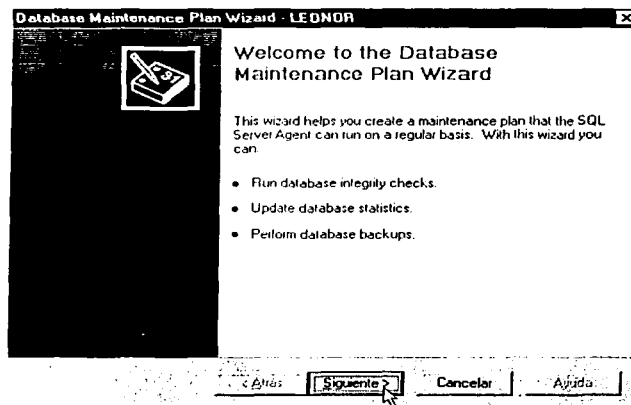 Database Maintenance Plan Wizard - LEONOR
31
Welcome to the Database
Maintenance Plan Wizard
This wizard helps you create a maintenance plan that the SQL
Server Agent can run on a regular basis. With this wizard you
can
• Run database integrity checks.
• Update database statistics.
• Perform database backups.
< Atrás Siguiente > Cancelar Ayuda